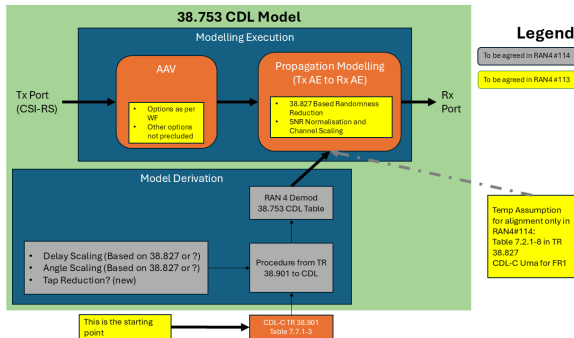 38.753 CDL Model
Legend
Modelling Execution
To be agreed in RAN4#114
To be agreed in RAN4#113
AAV
Propagation Modelling
(Tx AE to Rx AE)
Tx Port
(CSI-RS)
Rx
Port
• Options as per
WF
• Other options
not precluded
• 38.827 Based Randomness
Reduction
• SNR Normalisation and
Channel Scaling
Model Derivation
RAN 4 Demod
38.753 CDL Table
Temp Assumption
for alignment only in
RAN4#114:
Table 7.2.1-8 in TR
38.827
CDL-C Uma for FR1
• Delay Scaling (Based on 38.827 or ?)
• Angle Scaling (Based on 38.827 or ?)
• Tap Reduction? (new)
Procedure from TR
38.901 to CDL
This is the starting
point
CDL-C TR 38.901
Table 7.7.1-3